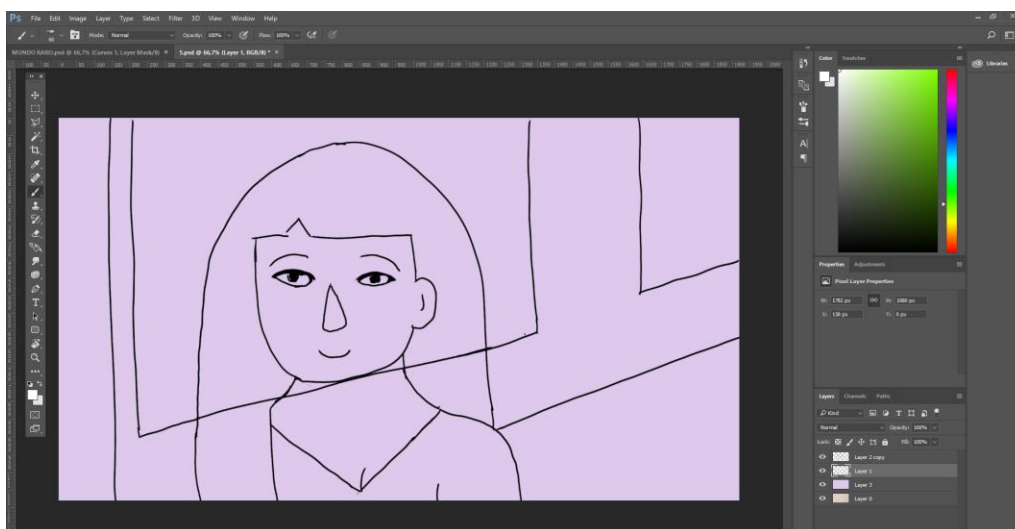 Ps File Edit Image Layer Type Select Filter 3D View Window Help
Mode: Normal Opacity: 100% Flow: 100%
MUNDO BABO.psd @ 66,7% (Curves 1, Layer Mask/8) × 5.psd @ 66,7% (Layer 1, RGB/8) * ×
Color Swatches
Libraries
Properties Adjustments
Pixel Layer Properties
W: 1782 px H: 1080 px
X: 138 px Y: 0 px
Layers Channels Paths
Kind
Normal Opacity: 100%
Lock: Fill: 100%
Layer 2 copy
Layer 1
Layer 3
Layer 0